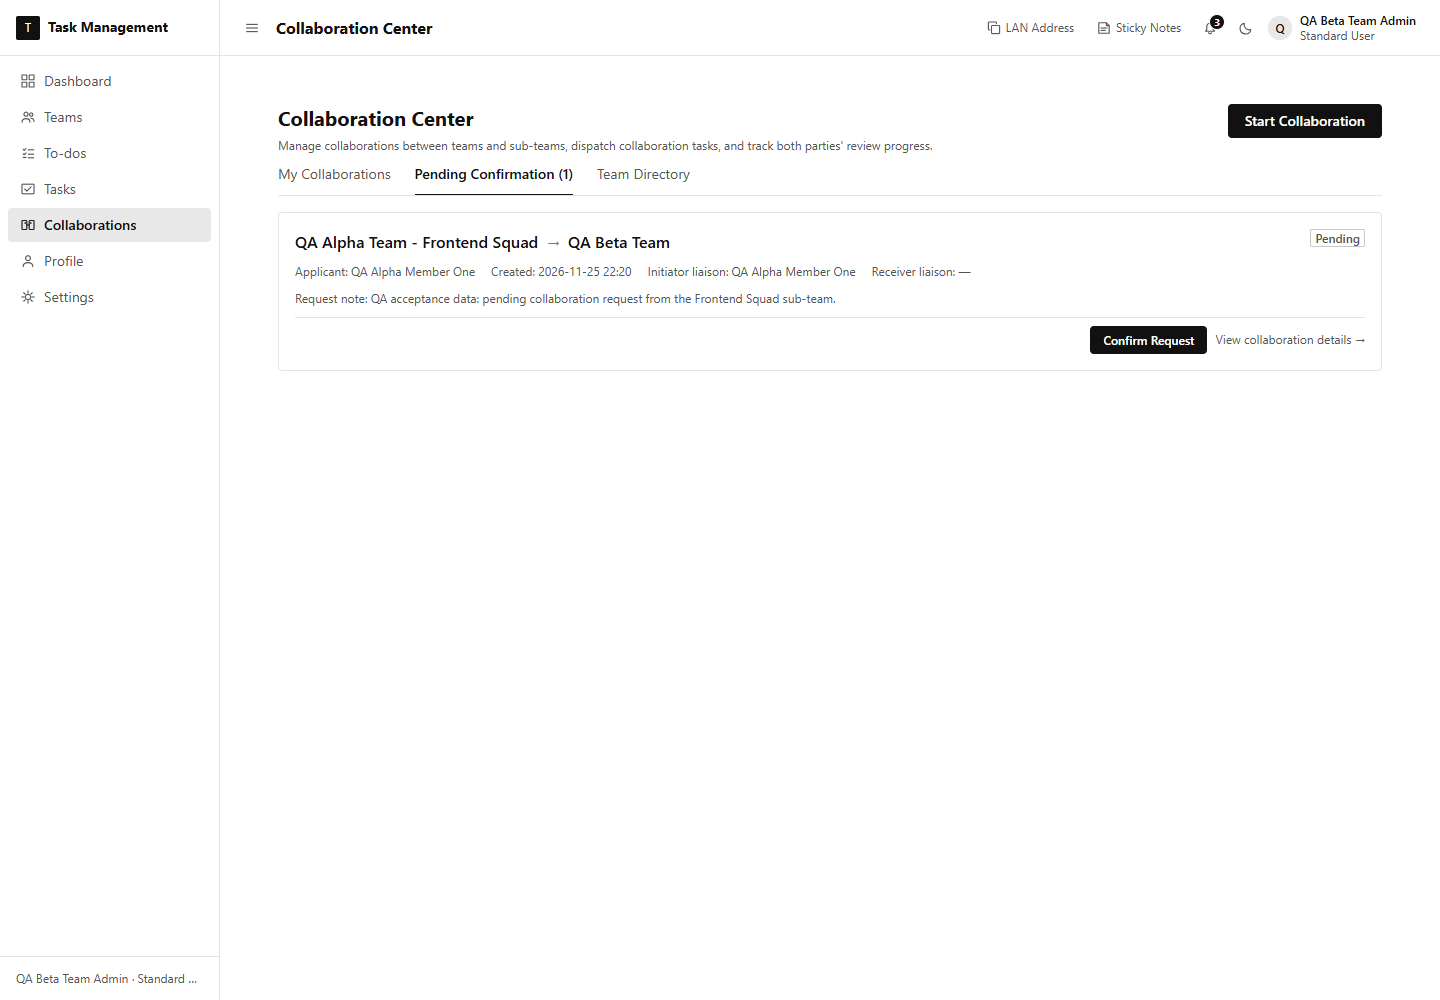 T Task Management
Collaboration Center
LAN Address
Sticky Notes
3
Q
QA Beta Team Admin
Standard User
Dashboard
Teams
To-dos
Tasks
Collaborations
Profile
Settings
Collaboration Center
Start Collaboration
Manage collaborations between teams and sub-teams, dispatch collaboration tasks, and track both parties' review progress.
My Collaborations
Pending Confirmation (1)
Team Directory
QA Alpha Team - Frontend Squad → QA Beta Team
Pending
Applicant: QA Alpha Member One Created: 2026-11-25 22:20 Initiator liaison: QA Alpha Member One Receiver liaison: —
Request note: QA acceptance data: pending collaboration request from the Frontend Squad sub-team.
Confirm Request
View collaboration details →
QA Beta Team Admin · Standard ...